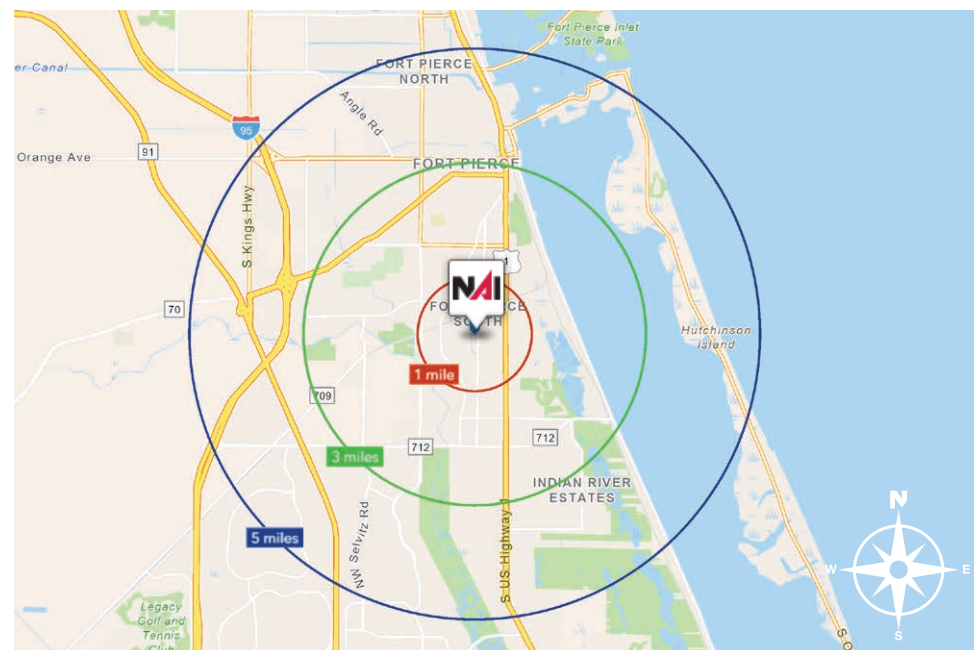 Fort Pierce Inlet
State Park
er Canal
FORT PIERCE
NORTH
Angle Rd
95
Orange Ave
91
FORT PIERCE
S Kings Hwy
1
NAI
70
SOUTH
Hutchinson
Island
1 mile
709
712
712
3 miles
INDIAN RIVER
ESTATES
N
S US Highway 1
NW Selvitz Rd
5 miles
W
E
Legacy
Golf and
Tennis
Club
S
S O